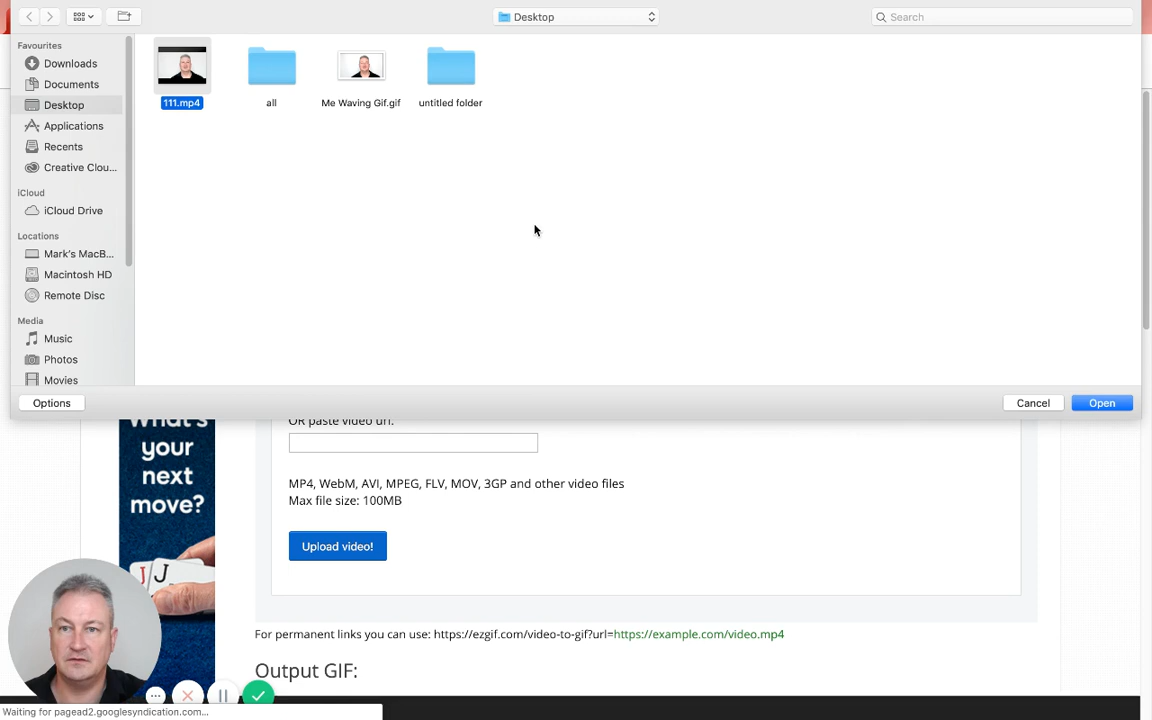 Desktop
Search
Favourites
Downloads
Documents
Desktop
Applications
Recents
Creative Clou...
iCloud
iCloud Drive
Locations
Mark's MacB...
Macintosh HD
Remote Disc
Media
Music
Photos
Movies
111.mp4
all
Me Waving Gif.gif
untitled folder
Options
Cancel
Open
What's
your
next
move?
J
J
OR paste video url:
MP4, WebM, AVI, MPEG, FLV, MOV, 3GP and other video files
Max file size: 100MB
Upload video!
For permanent links you can use: https://ezgif.com/video-to-gif?url=https://example.com/video.mp4
Output GIF:
Waiting for pagead2.googlesyndication.com...